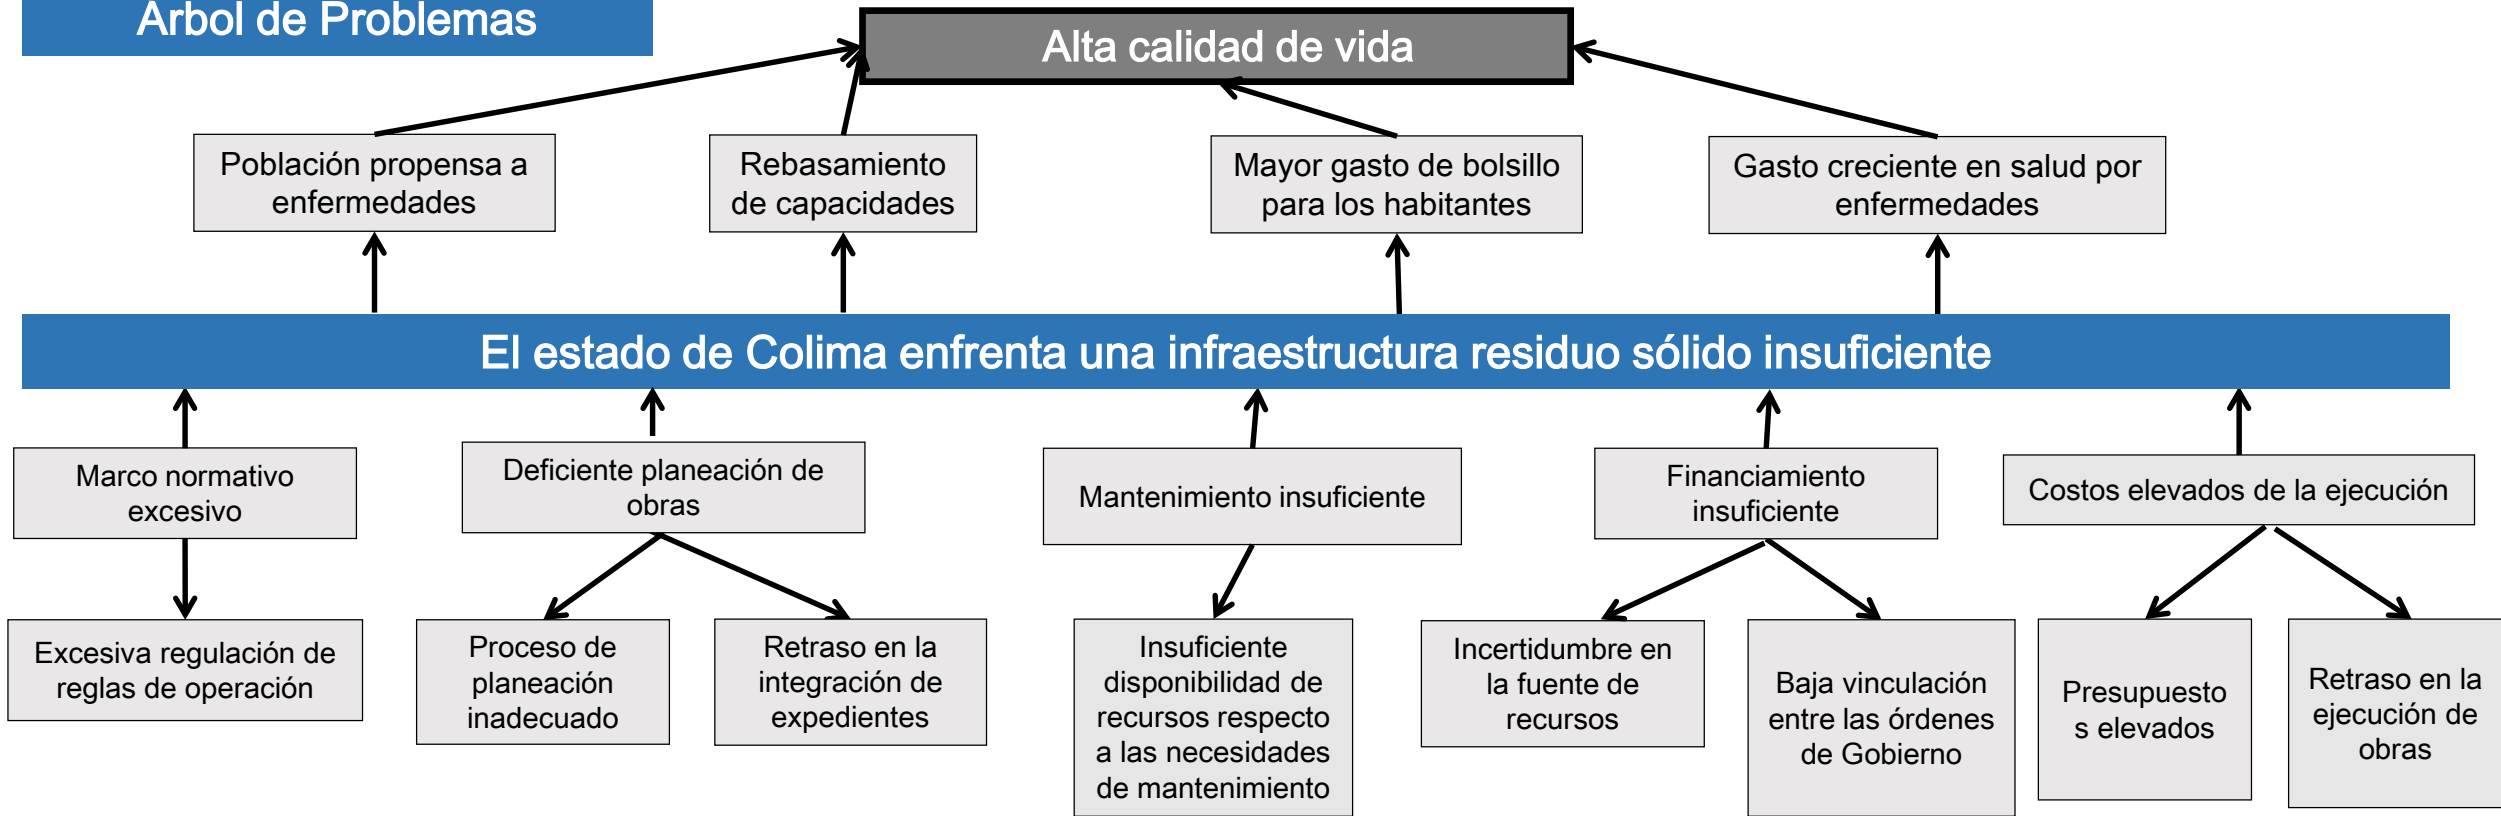 Arbol de Problemas
Alta calidad de vida
Población propensa a
enfermedades
Rebasamiento
de capacidades
Mayor gasto de bolsillo
para los habitantes
Gasto creciente en salud por
enfermedades
El estado de Colima enfrenta una infraestructura residuo sólido insuficiente
Marco normativo
excesivo
Deficiente planeación de
obras
Mantenimiento insuficiente
Financiamiento
insuficiente
Costos elevados de la ejecución
Excesiva regulación de
reglas de operación
Proceso de
planeación
inadecuado
Retraso en la
integración de
expedientes
Insuficiente
disponibilidad de
recursos respecto
a las necesidades
de mantenimiento
Incertidumbre en
la fuente de
recursos
Baja vinculación
entre las órdenes
de Gobierno
Presupuesto
s elevados
Retraso en la
ejecución de
obras